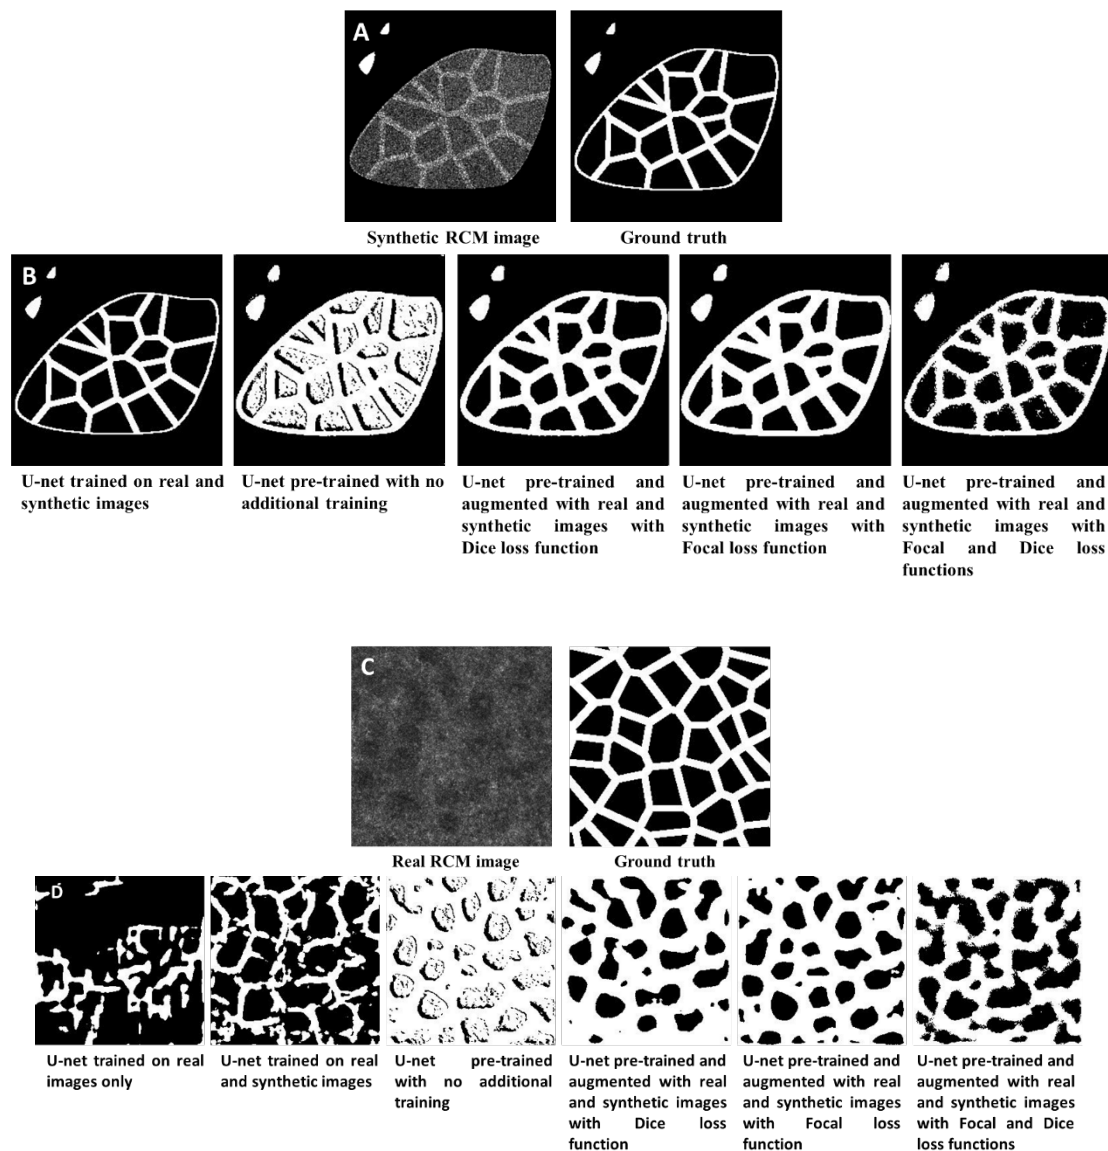 A
Synthetic RCM image
Ground truth
B
U-net trained on real and
synthetic images
U-net pre-trained with no
additional training
U-net pre-trained and
augmented with real and
synthetic images with
Dice loss function
U-net pre-trained and
augmented with real and
synthetic images with
Focal loss function
U-net pre-trained and
augmented with real and
synthetic images with
Focal and Dice loss
functions
C
Real RCM image
Ground truth
D
U-net trained on real
images only
U-net trained on real
and synthetic images
U-net pre-trained
with no additional
training
U-net pre-trained and
augmented with real
and synthetic images
with Dice loss
function
U-net pre-trained and
augmented with real
and synthetic images
with Focal loss
function
U-net pre-trained and
augmented with real
and synthetic images
with Focal and Dice
loss functions